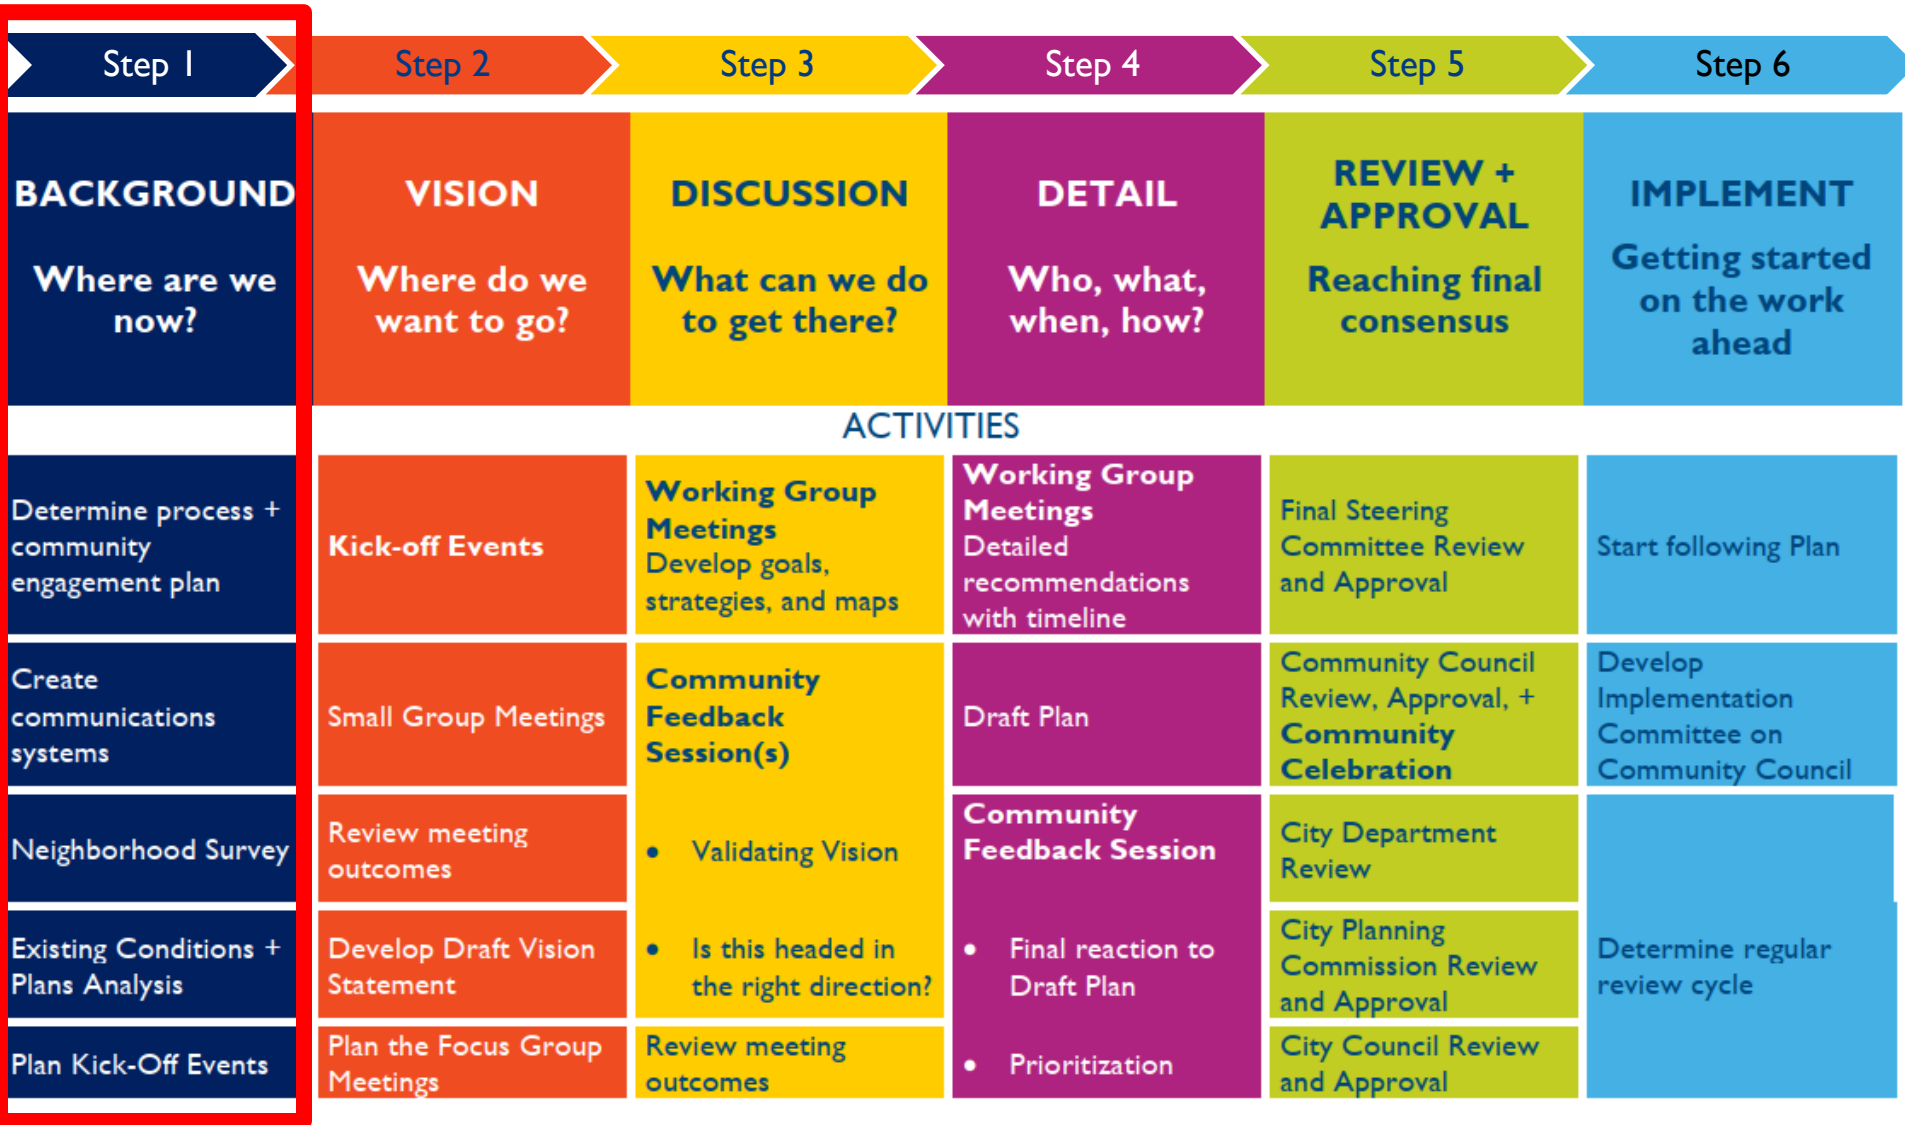 Step 1
Step 2
Step 3
Step 4
Step 5
Step 6
BACKGROUND
Where are we
now?
VISION
Where do we
want to go?
DISCUSSION
What can we do
to get there?
DETAIL
Who, what,
when, how?
REVIEW +
APPROVAL
Reaching final
consensus
IMPLEMENT
Getting started
on the work
ahead
ACTIVITIES
Determine process +
community
engagement plan
Kick-off Events
Working Group
Meetings
Develop goals,
strategies, and maps
Working Group
Meetings
Detailed
recommendations
with timeline
Final Steering
Committee Review
and Approval
Start following Plan
Create
communications
systems
Small Group Meetings
Community
Feedback
Session(s)
Draft Plan
Community Council
Review, Approval, +
Community
Celebration
Develop
Implementation
Committee on
Community Council
Neighborhood Survey
Review meeting
outcomes
• Validating Vision
Community
Feedback Session
City Department
Review
Existing Conditions +
Plans Analysis
Develop Draft Vision
Statement
• Is this headed in
the right direction?
• Final reaction to
Draft Plan
City Planning
Commission Review
and Approval
Determine regular
review cycle
Plan Kick-Off Events
Plan the Focus Group
Meetings
Review meeting
outcomes
• Prioritization
City Council Review
and Approval